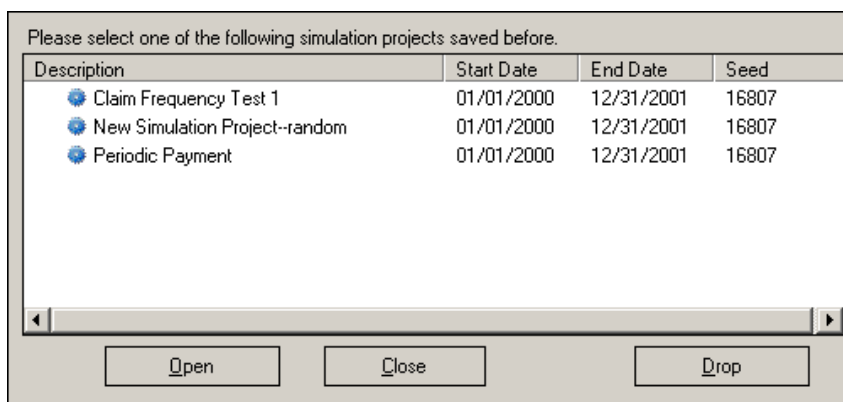 Please select one of the following simulation projects saved before.
Description Start Date End Date Seed
Claim Frequency Test 1 01/01/2000 12/31/2001 16807
New Simulation Project--random 01/01/2000 12/31/2001 16807
Periodic Payment 01/01/2000 12/31/2001 16807
Open Close Drop